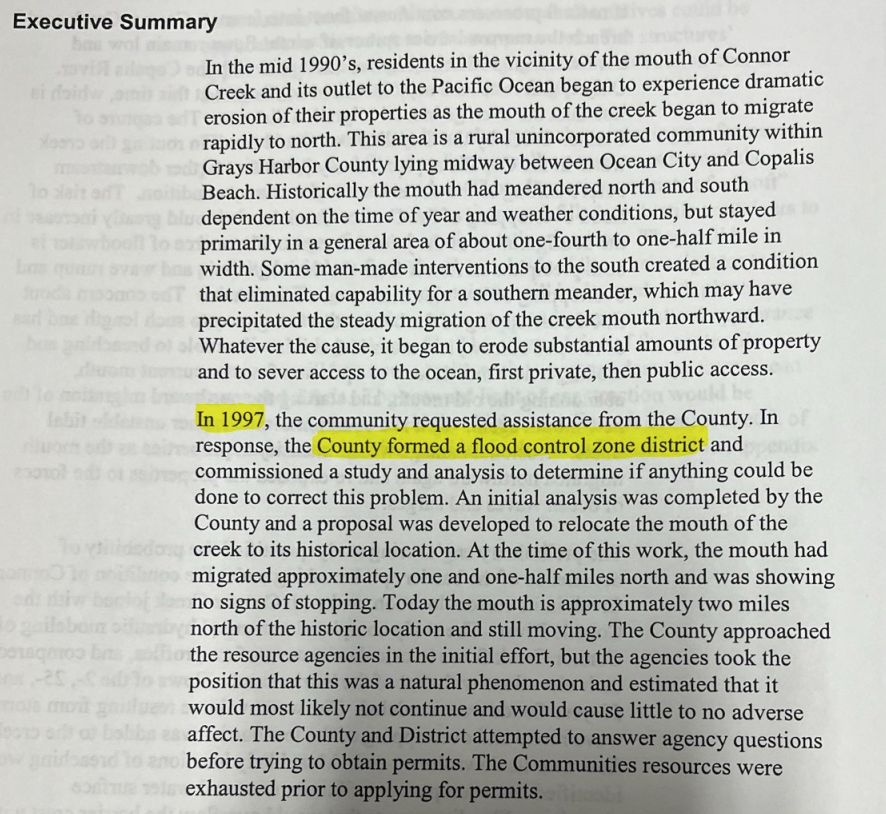 Executive Summary
In the mid 1990's, residents in the vicinity of the mouth of Connor
Creek and its outlet to the Pacific Ocean began to experience dramatic
erosion of their properties as the mouth of the creek began to migrate
rapidly to north. This area is a rural unincorporated community within
Grays Harbor County lying midway between Ocean City and Copalis
Beach. Historically the mouth had meandered north and south
dependent on the time of year and weather conditions, but stayed
primarily in a general area of about one-fourth to one-half mile in
width. Some man-made interventions to the south created a condition
that eliminated capability for a southern meander, which may have
precipitated the steady migration of the creek mouth northward.
Whatever the cause, it began to erode substantial amounts of property
and to sever access to the ocean, first private, then public access.
In 1997, the community requested assistance from the County. In
response, the County formed a flood control zone district and
commissioned a study and analysis to determine if anything could be
done to correct this problem. An initial analysis was completed by the
County and a proposal was developed to relocate the mouth of the
creek to its historical location. At the time of this work, the mouth had
migrated approximately one and one-half miles north and was showing
no signs of stopping. Today the mouth is approximately two miles
north of the historic location and still moving. The County approached
the resource agencies in the initial effort, but the agencies took the
position that this was a natural phenomenon and estimated that it
would most likely not continue and would cause little to no adverse
affect. The County and District attempted to answer agency questions
before trying to obtain permits. The Communities resources were
exhausted prior to applying for permits.